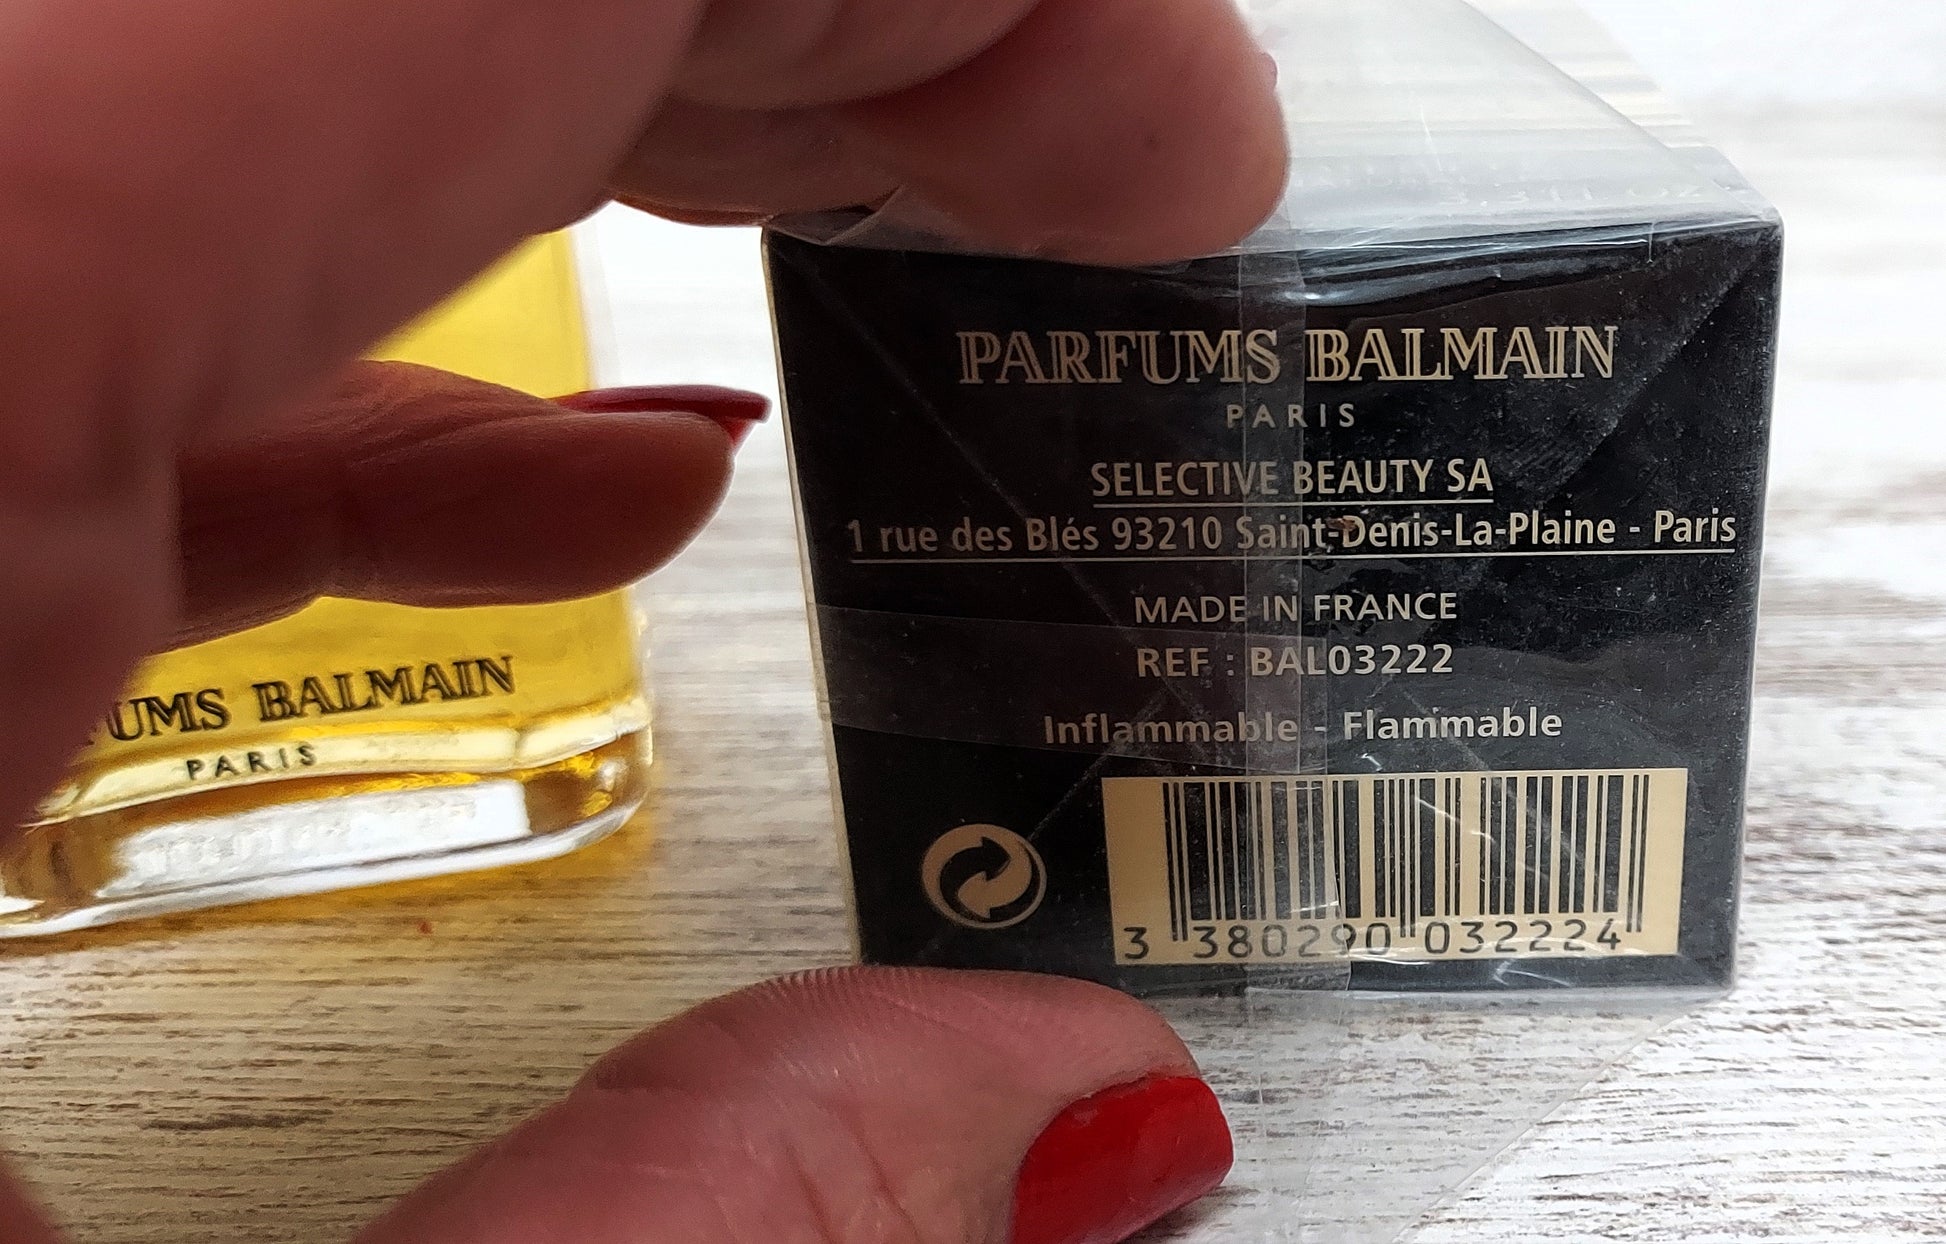 PARFUMS BALMAIN
PARIS
SELECTIVE BEAUTY SA
1 rue des Blés 93210 Saint-Denis-La-Plaine - Paris
MADE IN FRANCE
REF : BAL03222
Inflammable - Flammable
3 380290 032224
UMS BALMAIN
PARIS